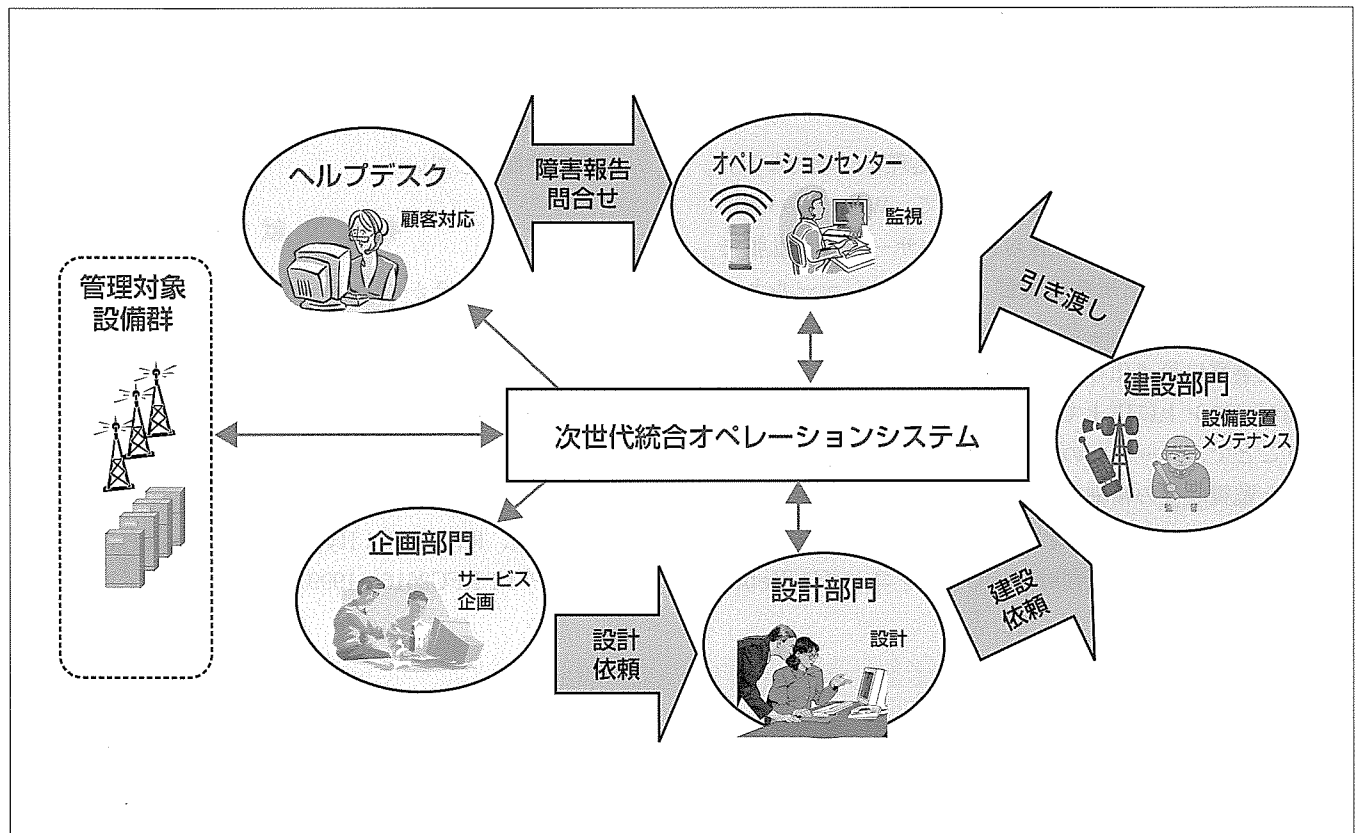 ヘルプデスク
顧客対応
障害報告
問合せ
オペレーションセンター
監視
管理対象
設備群
引き渡し
建設部門
設備設置
メンテナンス
次世代統合オペレーションシステム
企画部門
サービス
企画
設計
依頼
設計部門
設計
建設
依頼